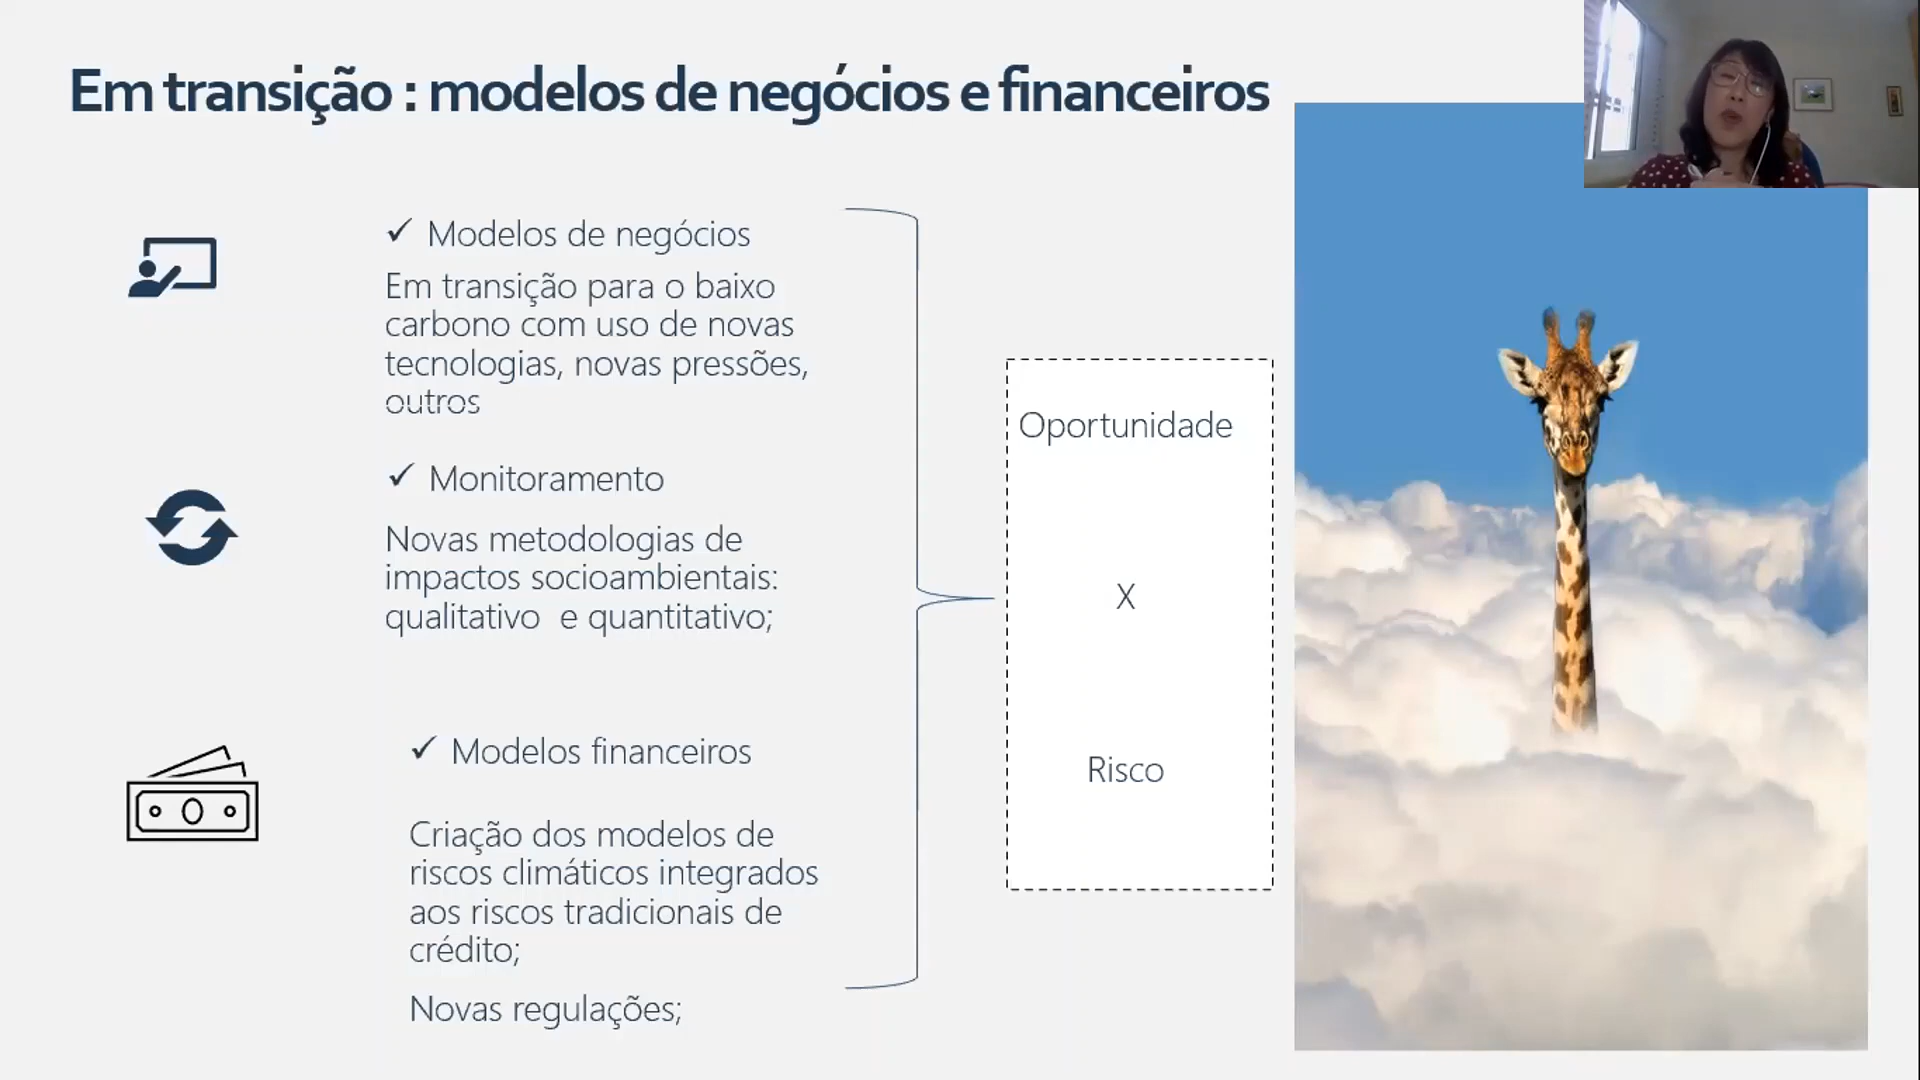 Em transição : modelos de negócios e financeiros
✓ Modelos de negócios
Em transição para o baixo
carbono com uso de novas
tecnologias, novas pressões,
outros
✓ Monitoramento
Novas metodologias de
impactos socioambientais:
qualitativo e quantitativo;
✓ Modelos financeiros
Criação dos modelos de
riscos climáticos integrados
aos riscos tradicionais de
crédito;
Novas regulações;
Oportunidade
X
Risco